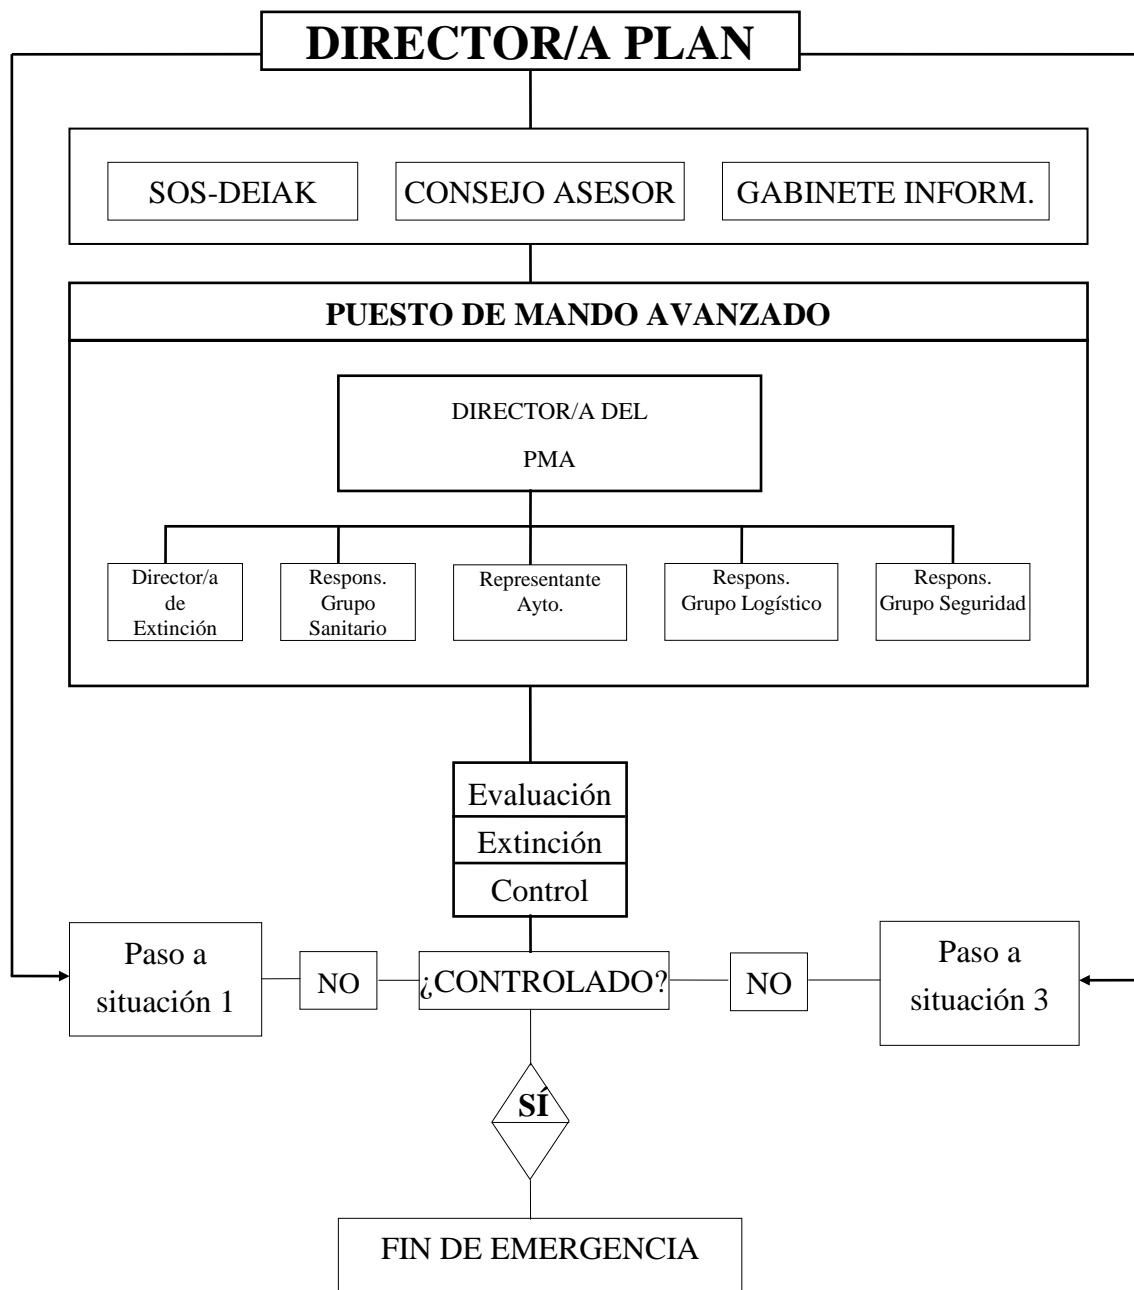 DIRECTOR/A PLAN
SOS-DEIAK
CONSEJO ASESOR
GABINETE INFORM.
PUESTO DE MANDO AVANZADO
DIRECTOR/A DEL
PMA
Director/a
de
Extinción
Respons.
Grupo
Sanitario
Representante
Ayto.
Respons.
Grupo Logístico
Respons.
Grupo Seguridad
Evaluación
Extinción
Control
Paso a
situación 1
NO
¿CONTROLADO?
NO
Paso a
situación 3
SÍ
FIN DE EMERGENCIA